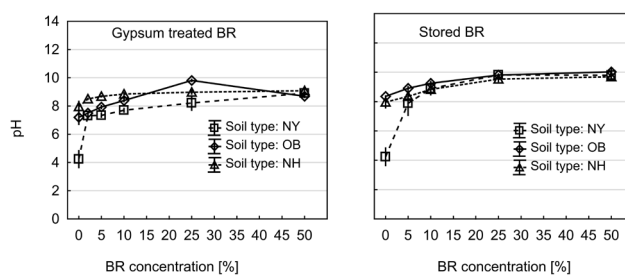 Gypsum treated BR
Stored BR
14
12
10
8
6
4
2
0
pH
Soil type: NY
Soil type: OB
Soil type: NH
Soil type: NY
Soil type: OB
Soil type: NH
0 5 10 15 20 25 30 35 40 45 50
0 5 10 15 20 25 30 35 40 45 50
BR concentration [%]
BR concentration [%]